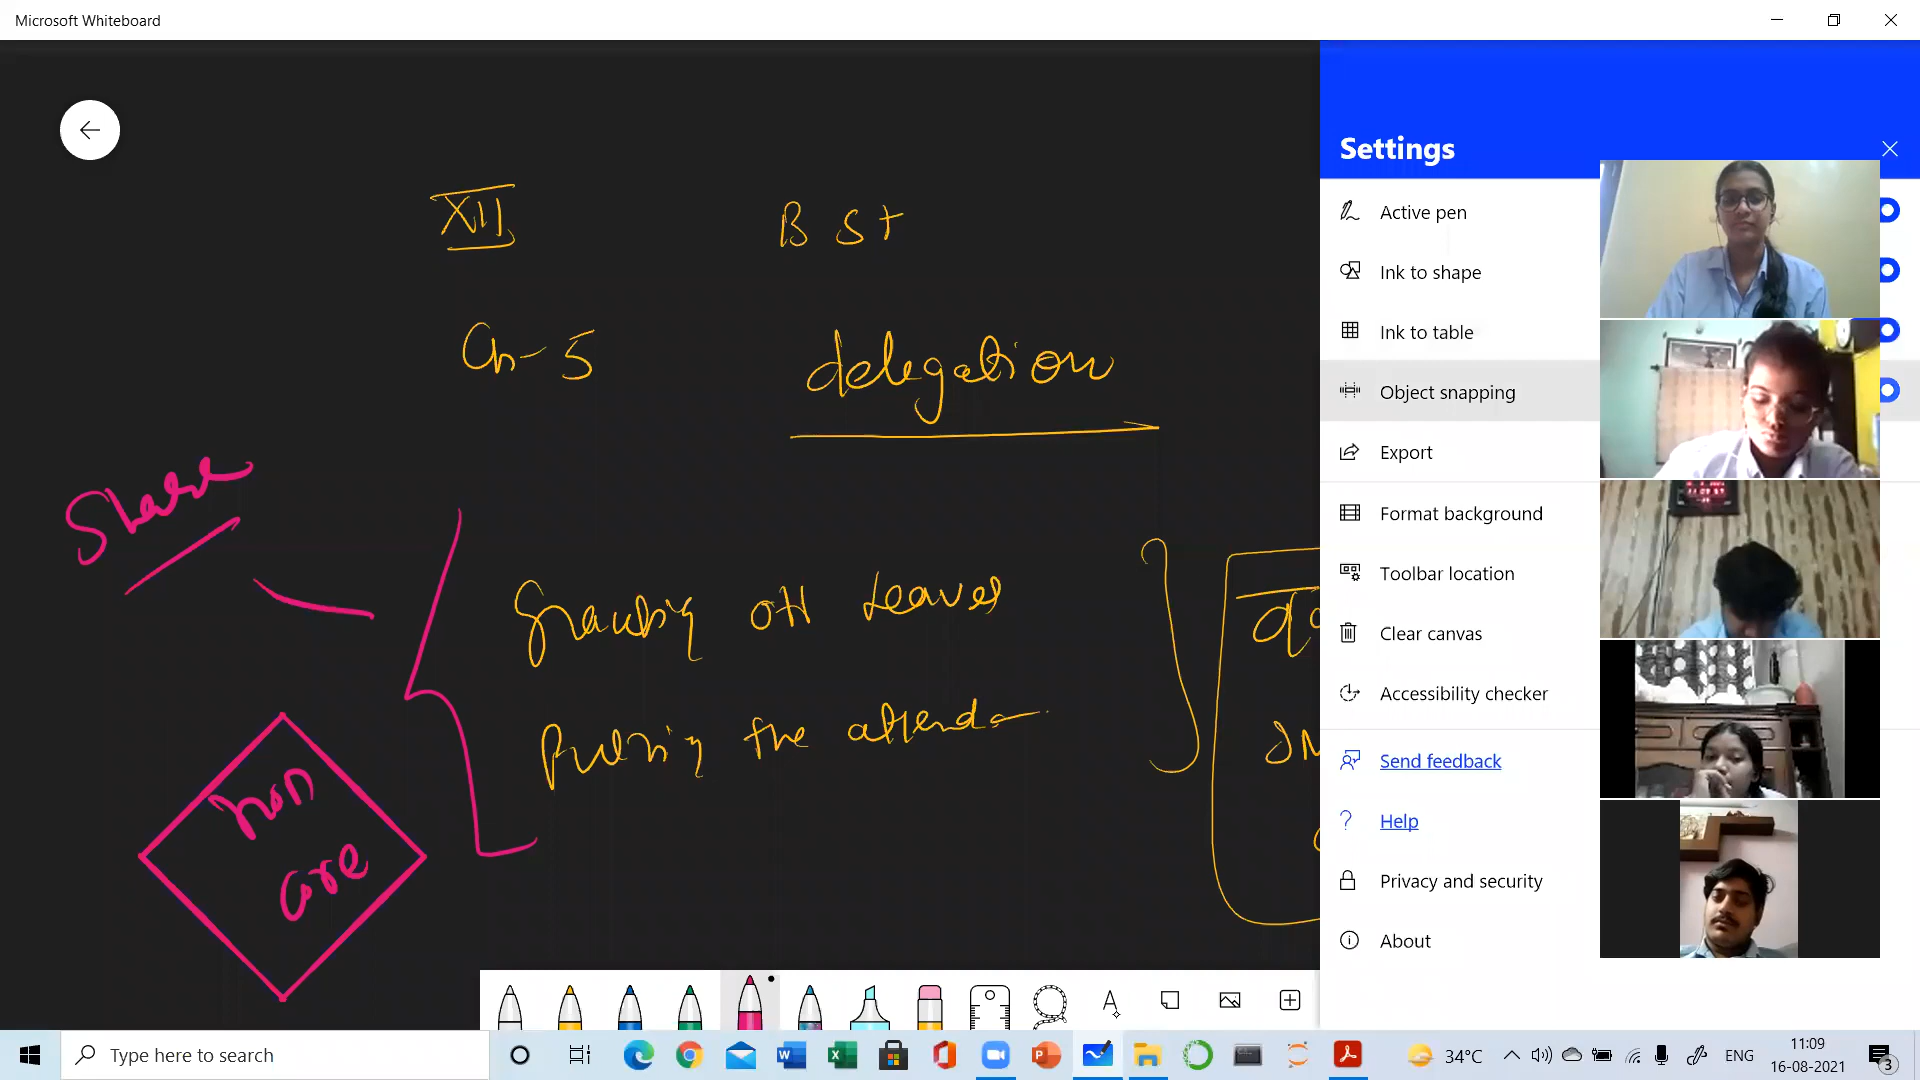 Microsoft Whiteboard
Settings
XII
B St
Active pen
Ink to shape
Ch-5
delegation
Ink to table
Object snapping
Export
Share
Format background
Toolbar location
Clear canvas
Granting off Leaves
Accessibility checker
the attenda
Send feedback
non
core
Help
Privacy and security
About
Type here to search
34°C
ENG
11:09
16-08-2021
3